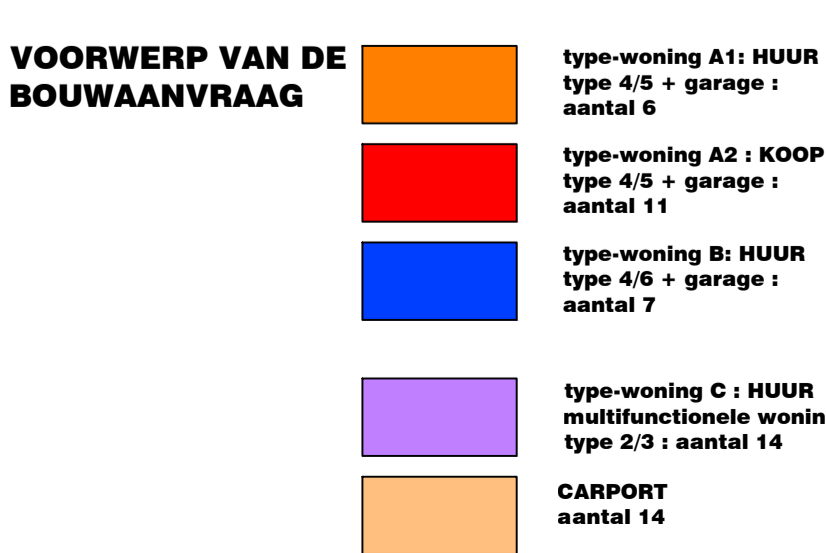 VOORWERP VAN DE
BOUWAANVRAAG
type-woning A1: HUUR
type 4/5 + garage :
aantal 6
type-woning A2 : KOOP
type 4/5 + garage :
aantal 11
type-woning B: HUUR
type 4/6 + garage :
aantal 7
type-woning C : HUUR
multifunctionele wonin
type 2/3 : aantal 14
CARPORT
aantal 14